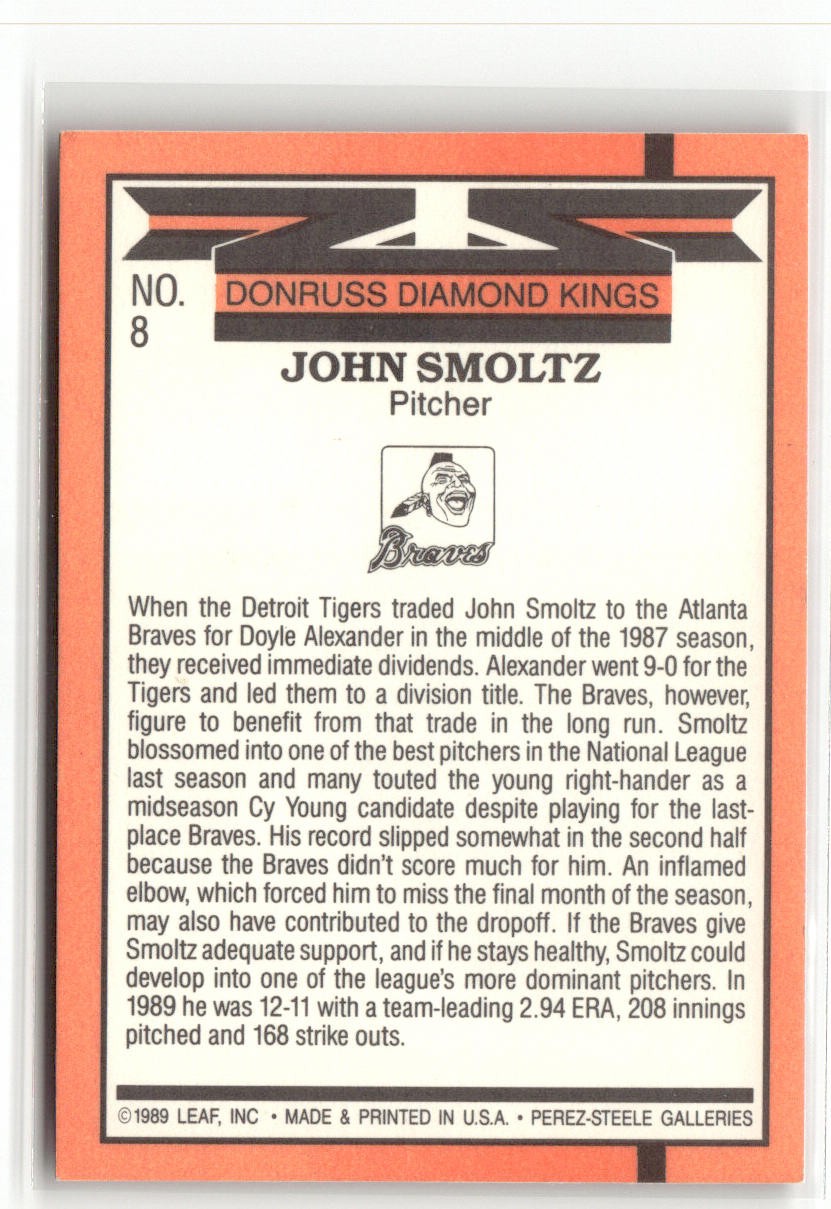 NO.
8
DONRUSS DIAMOND KINGS
JOHN SMOLTZ
Pitcher
Braves
When the Detroit Tigers traded John Smoltz to the Atlanta
Braves for Doyle Alexander in the middle of the 1987 season,
they received immediate dividends. Alexander went 9-0 for the
Tigers and led them to a division title. The Braves, however,
figure to benefit from that trade in the long run. Smoltz
blossomed into one of the best pitchers in the National League
last season and many touted the young right-hander as a
midseason Cy Young candidate despite playing for the last-
place Braves. His record slipped somewhat in the second half
because the Braves didn't score much for him. An inflamed
elbow, which forced him to miss the final month of the season,
may also have contributed to the dropoff. If the Braves give
Smoltz adequate support, and if he stays healthy, Smoltz could
develop into one of the league's more dominant pitchers. In
1989 he was 12-11 with a team-leading 2.94 ERA, 208 innings
pitched and 168 strike outs.
©1989 LEAF, INC • MADE & PRINTED IN U.S.A. • PEREZ-STEELE GALLERIES